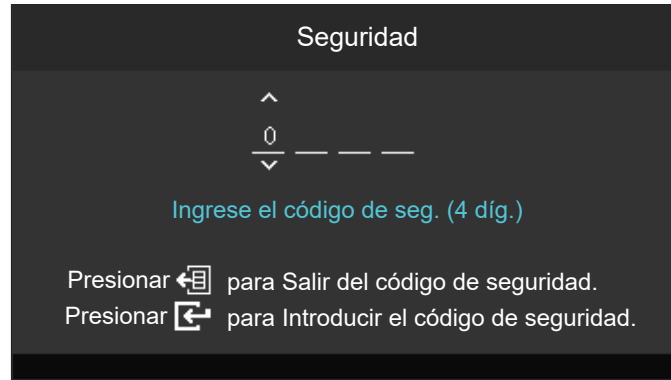 Seguridad
0
Ingrese el código de seg. (4 díg.)
Presionar para Salir del código de seguridad.
Presionar para Introducir el código de seguridad.